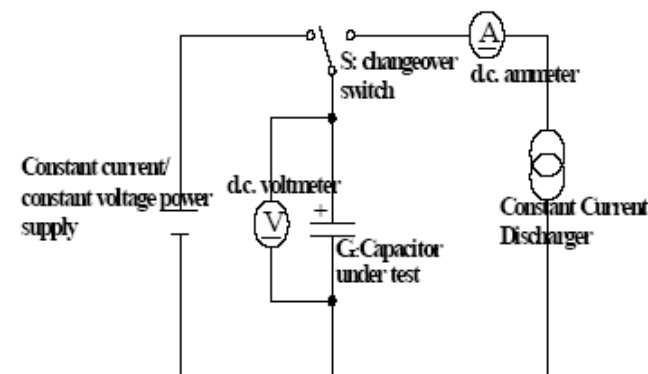 A
S: changeover
switch
d.c. ammeter
Constant current/
constant voltage power
supply
d.c. voltmeter
V
+
C:Capacitor
under test
Constant Current
Discharger